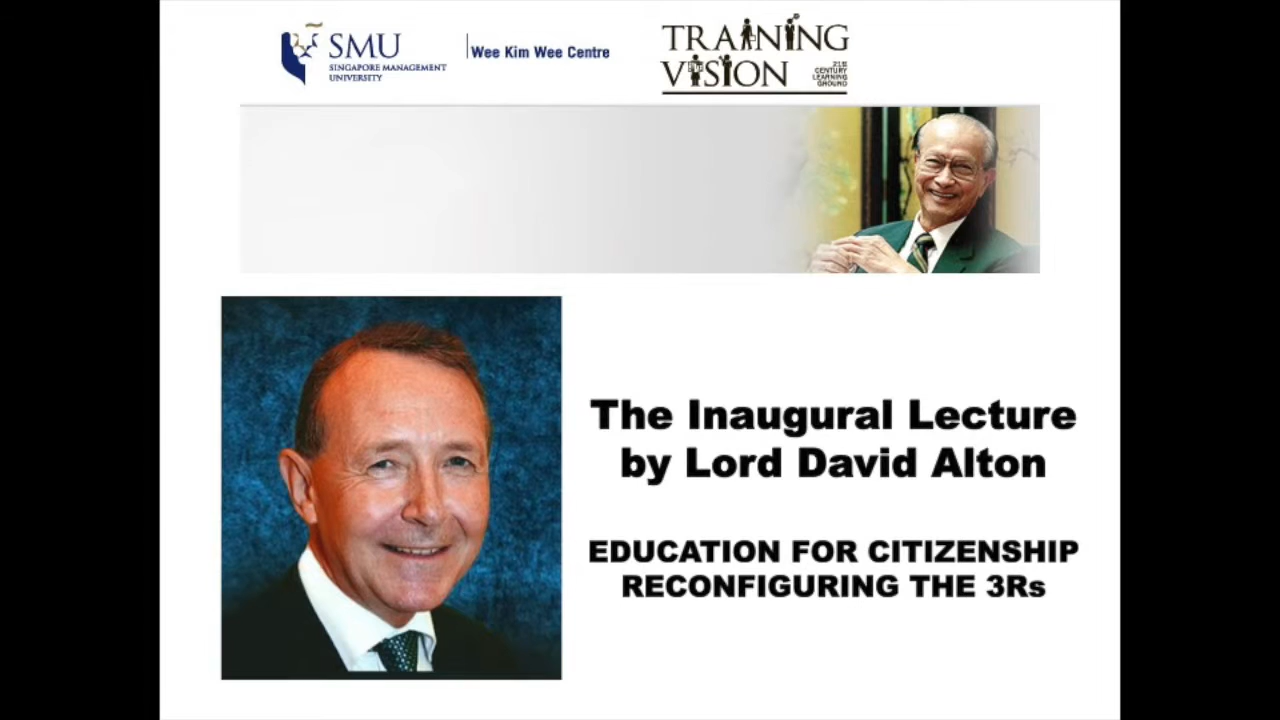 SMU
SINGAPORE MANAGEMENT
UNIVERSITY
Wee Kim Wee Centre
TRAINING
VISION
21ST
CENTURY
LEARNING
GROUND
The Inaugural Lecture
by Lord David Alton
EDUCATION FOR CITIZENSHIP
RECONFIGURING THE 3Rs